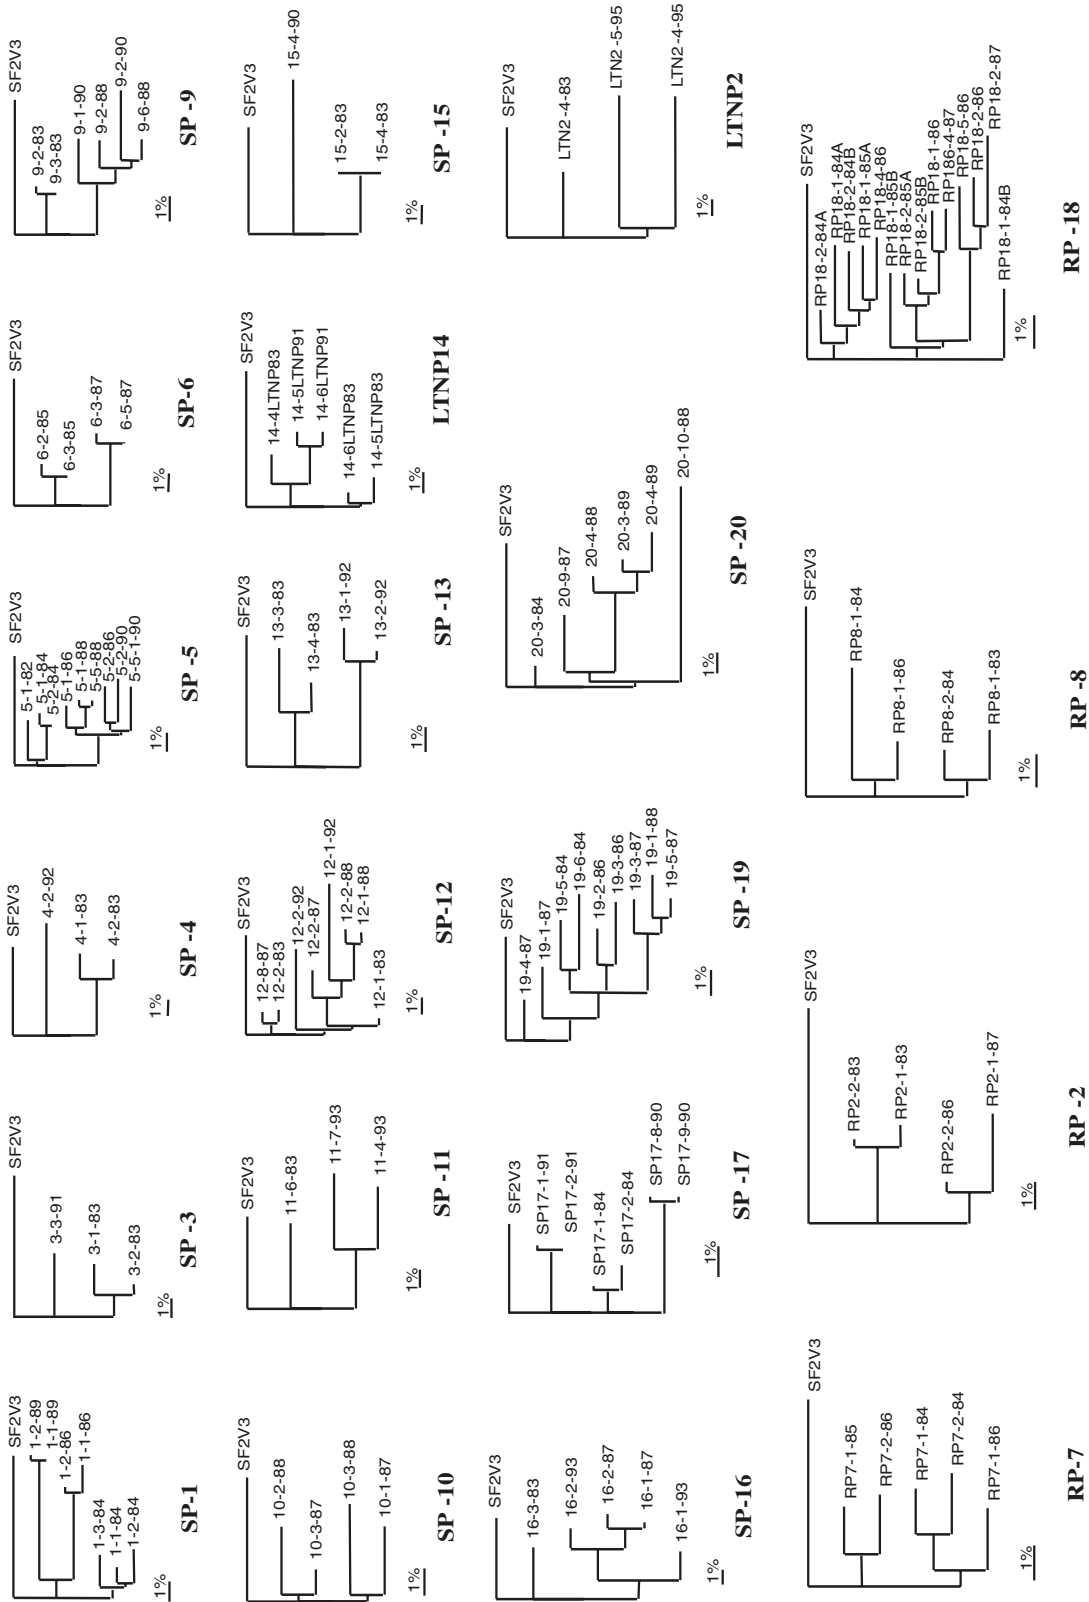 SF2V3
1-2-89
1-1-89
1-2-86
1-1-86
1-3-84
1-1-84
1-2-84
1%
SP-1
SF2V3
3-3-91
3-1-83
3-2-83
1%
SP -3
SF2V3
4-2-92
4-1-83
4-2-83
1%
SP -4
SF2V3
5-1-82
5-1-84
5-2-84
5-1-86
5-1-88
5-5-88
5-2-86
5-2-90
5-5-1-90
1%
SP -5
SF2V3
6-2-85
6-3-85
6-3-87
6-5-87
1%
SP-6
SF2V3
9-2-83
9-3-83
9-1-90
9-2-88
9-2-90
9-6-88
1%
SP -9
SF2V3
10-2-88
10-3-87
10-3-88
10-1-87
1%
SP -10
SF2V3
11-6-83
11-7-93
11-4-93
1%
SP -11
SF2V3
12-8-87
12-2-83
12-2-92
12-2-87
12-1-92
12-2-88
12-1-88
12-1-83
1%
SP-12
SF2V3
13-3-83
13-4-83
13-1-92
13-2-92
1%
SP -13
SF2V3
14-4LTNP83
14-5LTNP91
14-6LTNP91
14-6LTNP83
14-5LTNP83
1%
LTNP14
SF2V3
15-4-90
15-2-83
15-4-83
1%
SP -15
SF2V3
16-3-83
16-2-93
16-2-87
16-1-87
16-1-93
1%
SP-16
SF2V3
SP17-1-91
SP17-2-91
SP17-1-84
SP17-2-84
SP17-8-90
SP17-9-90
1%
SP -17
SF2V3
19-4-87
19-1-87
19-5-84
19-6-84
19-2-86
19-3-86
19-3-87
19-1-88
19-5-87
1%
SP -19
SF2V3
20-3-84
20-9-87
20-4-88
20-3-89
20-4-89
20-10-88
1%
SP -20
SF2V3
LTN2 -4-83
LTN2 -5-95
LTN2 -4-95
1%
LTNP2
SF2V3
RP7-1-85
RP7-2-86
RP7-1-84
RP7-2-84
RP7-1-86
1%
RP-7
SF2V3
RP2-2-83
RP2-1-83
RP2-2-86
RP2-1-87
1%
RP -2
SF2V3
RP8-1-84
RP8-1-86
RP8-2-84
RP8-1-83
1%
RP -8
SF2V3
RP18-2-84A
RP18-1-84A
RP18-2-84B
RP18-1-85A
RP18-4-86
RP18-1-85B
RP18-2-85A
RP18-2-85B
RP18-1-86
RP186-4-87
RP18-5-86
RP18-2-86
RP18-2-87
RP18-1-84B
1%
RP -18